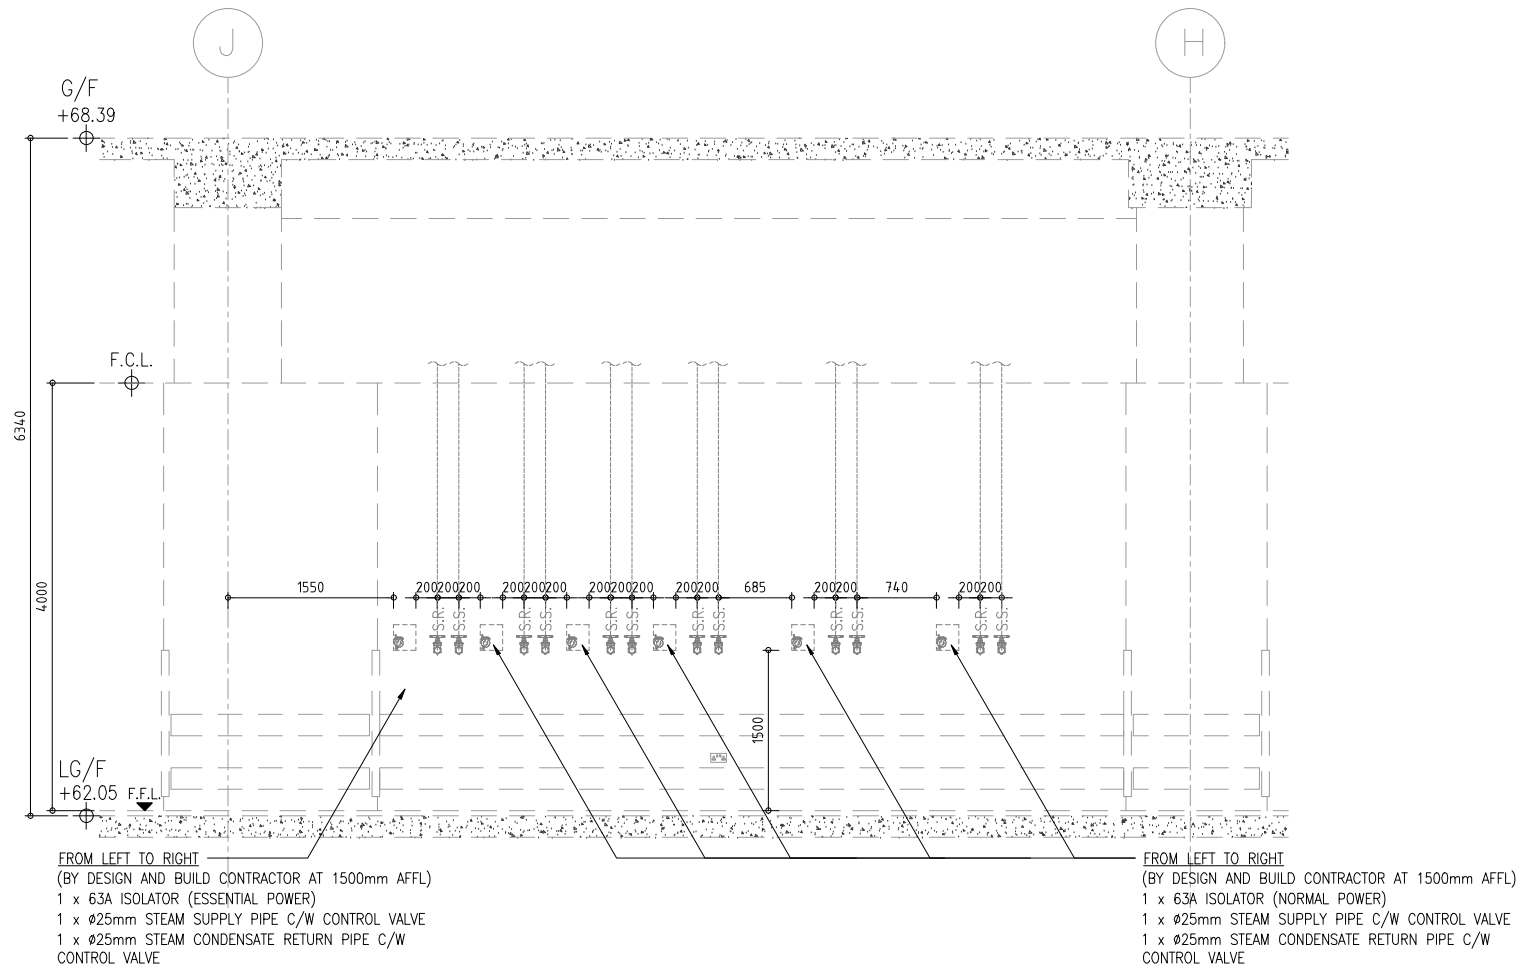 J
H
G/F
+68.39
F.C.L.
6340
4000
1550
200200200
200200200
200200200
200200
685
200200
740
200200
S.R.
S.S.
S.R.
S.S.
S.R.
S.S.
S.R.
S.S.
S.R.
S.S.
S.R.
S.S.
1500
LG/F
+62.05
F.F.L.
FROM LEFT TO RIGHT
(BY DESIGN AND BUILD CONTRACTOR AT 1500mm AFFL)
1 x 63A ISOLATOR (ESSENTIAL POWER)
1 x ø25mm STEAM SUPPLY PIPE C/W CONTROL VALVE
1 x ø25mm STEAM CONDENSATE RETURN PIPE C/W
CONTROL VALVE
FROM LEFT TO RIGHT
(BY DESIGN AND BUILD CONTRACTOR AT 1500mm AFFL)
1 x 63A ISOLATOR (NORMAL POWER)
1 x ø25mm STEAM SUPPLY PIPE C/W CONTROL VALVE
1 x ø25mm STEAM CONDENSATE RETURN PIPE C/W
CONTROL VALVE